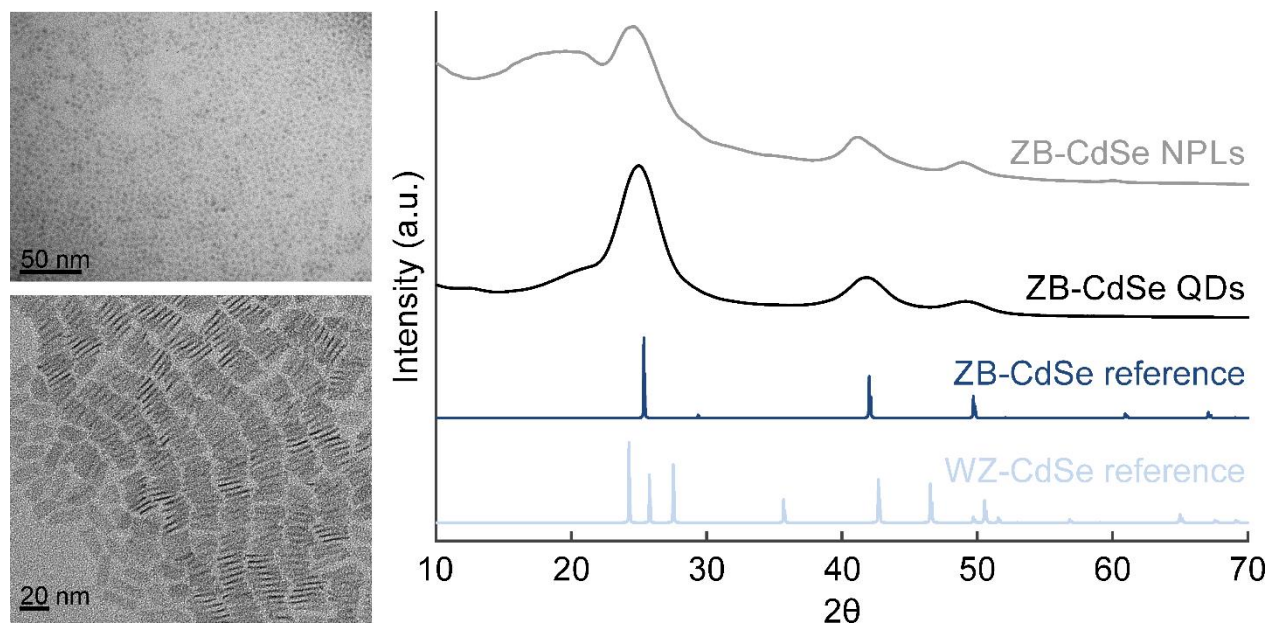 50 nm
20 nm
Intensity (a.u.)
ZB-CdSe NPLs
ZB-CdSe QDs
ZB-CdSe reference
WZ-CdSe reference
10 20 30 40 50 60 70
2θ